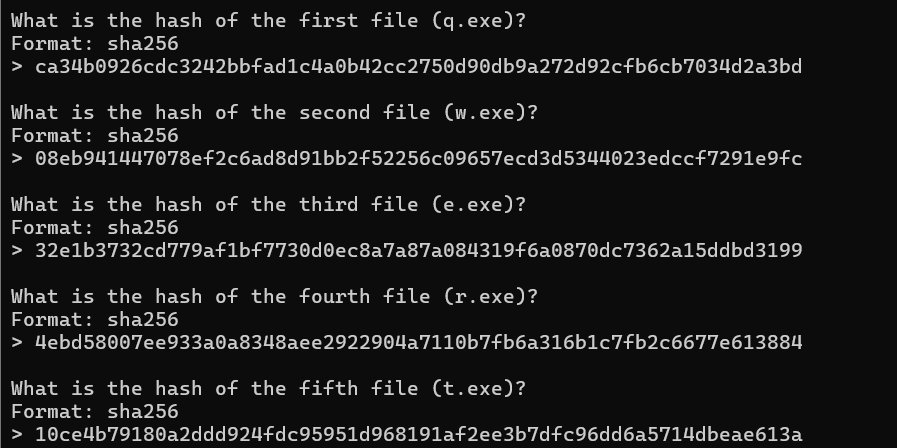 What is the hash of the first file (q.exe)?
Format: sha256
> ca34b0926cdc3242bbfad1c4a0b42cc2750d90db9a272d92cfb6cb7034d2a3bd
What is the hash of the second file (w.exe)?
Format: sha256
> 08eb941447078ef2c6ad8d91bb2f52256c09657ecd3d5344023edccf7291e9fc
What is the hash of the third file (e.exe)?
Format: sha256
> 32e1b3732cd779af1bf7730d0ec8a7a87a084319f6a0870dc7362a15ddbd3199
What is the hash of the fourth file (r.exe)?
Format: sha256
> 4ebd58007ee933a0a8348aee2922904a7110b7fb6a316b1c7fb2c6677e613884
What is the hash of the fifth file (t.exe)?
Format: sha256
> 10ce4b79180a2ddd924fdc95951d968191af2ee3b7dfc96dd6a5714dbeae613a